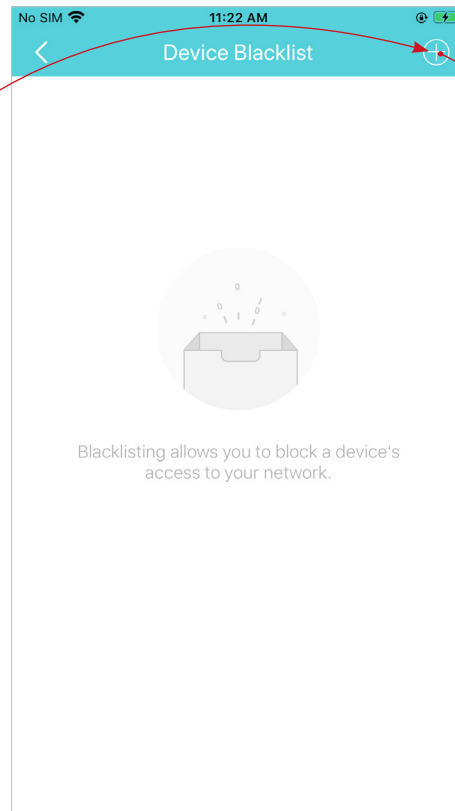 No SIM 11:22 AM
Device Blacklist
Blacklisting allows you to block a device's
access to your network.